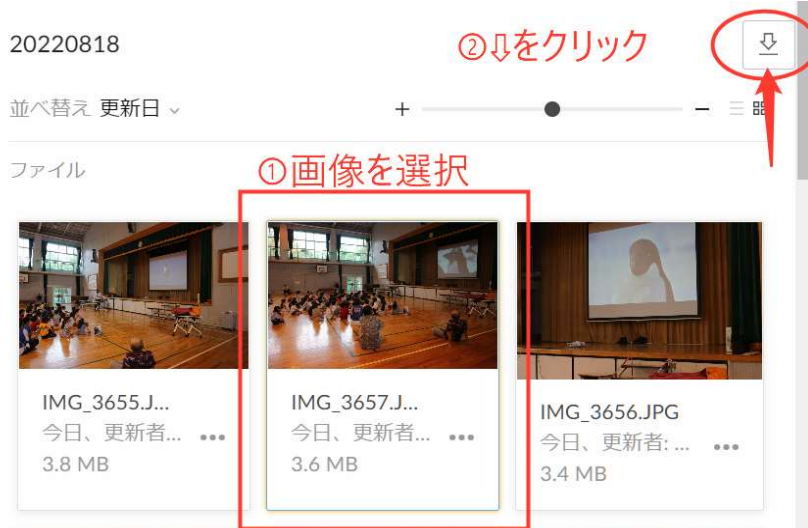 20220818
②⇩をクリック
並べ替え 更新日
+
−
ファイル
①画像を選択
IMG_3655.J...
今日、更新者...
3.8 MB
IMG_3657.J...
今日、更新者...
3.6 MB
IMG_3656.JPG
今日、更新者: ...
3.4 MB